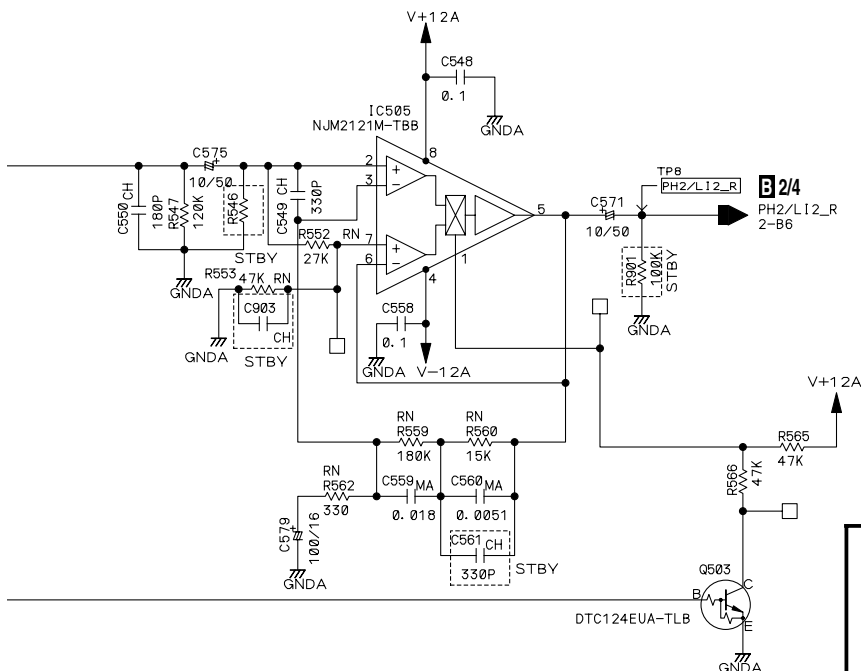 V+12A
C548
0.1
GNDA
IC505
NJM2121M-TBB
8
2
3
7
6
5
1
4
+
−
+
−
C550 CH
180P
R547
120K
C575
+
10/50
R546
STBY
C549 CH
330P
GNDA
R552 RN
27K
R553
47K RN
C903
CH
STBY
GNDA
C558
0.1
GNDA
V-12A
C571
+
10/50
TP8
PH2/LI2_R
B 2/4
PH2/LI2_R
2-B6
R901
100K
STBY
GNDA
V+12A
R565
47K
R566
47K
RN
R559
180K
RN
R560
15K
RN
R562
330
C559 MA
0.018
C560 MA
0.0051
C561 CH
330P
STBY
C579
+
100/16
GNDA
Q503
B
C
E
DTC124EUA-TLB
GNDA